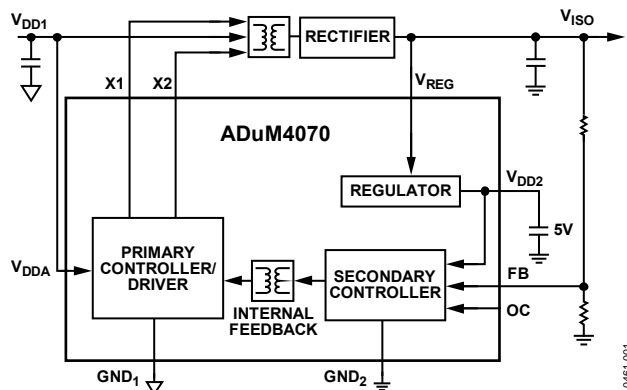 VDD1
VISO
RECTIFIER
X1
X2
VREG
ADuM4070
REGULATOR
VDD2
5V
PRIMARY
CONTROLLER/
DRIVER
VDDA
INTERNAL
FEEDBACK
SECONDARY
CONTROLLER
FB
OC
GND1
GND2